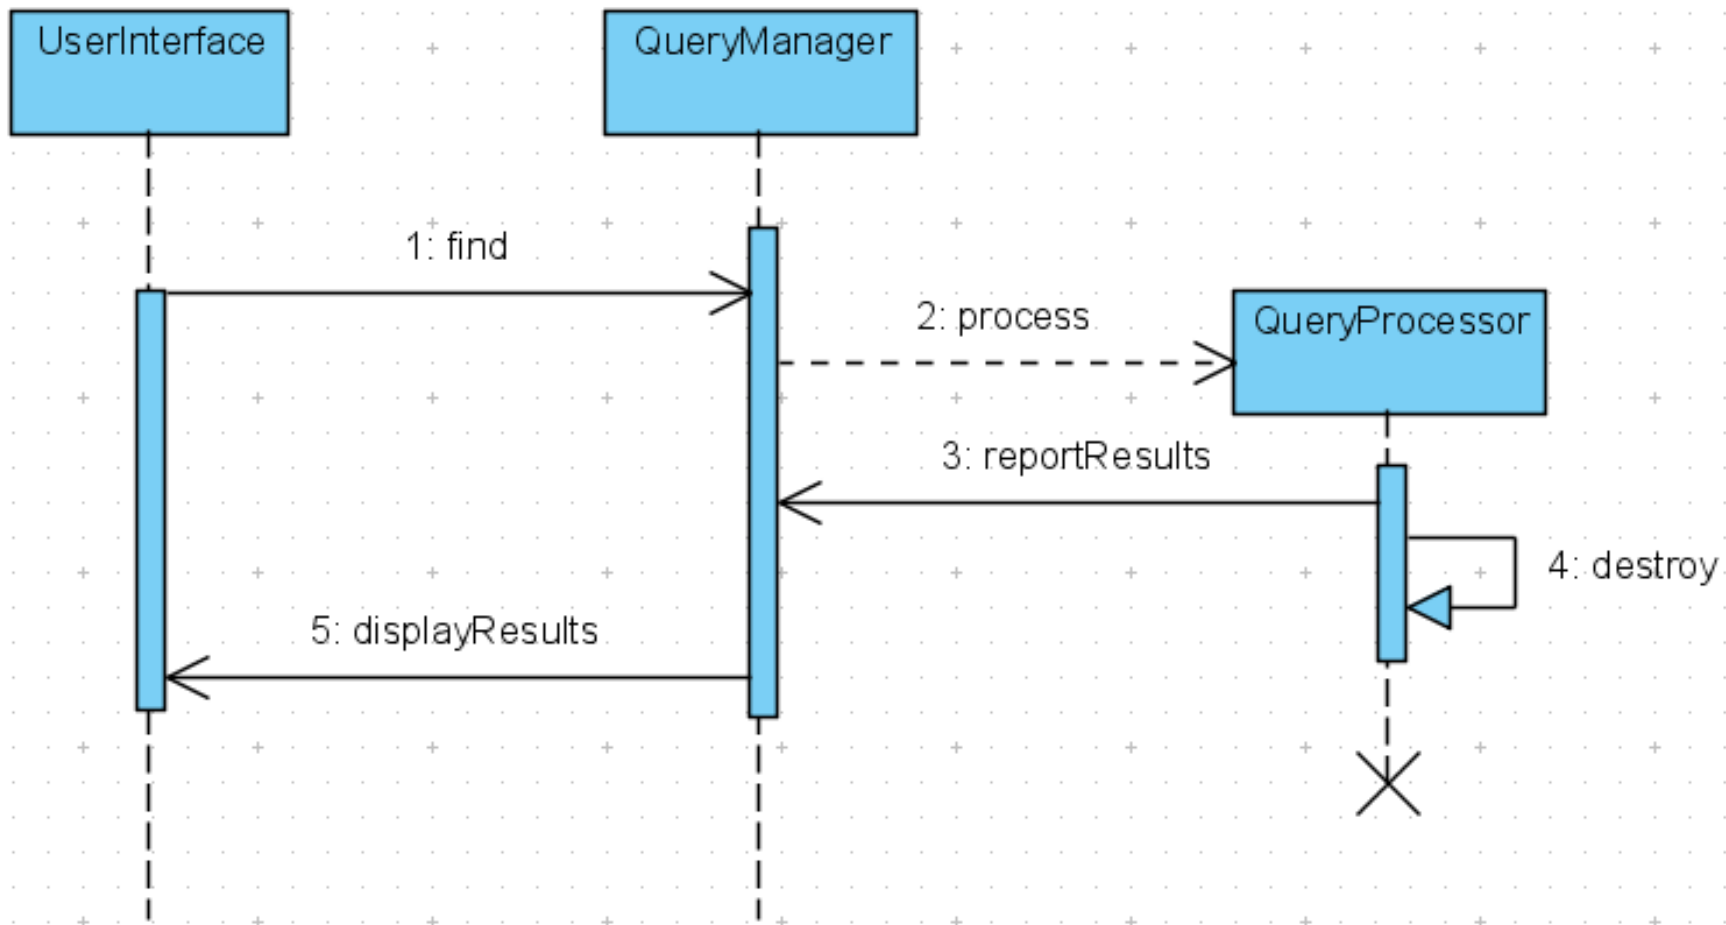 UserInterface
QueryManager
1: find
2: process
QueryProcessor
3: reportResults
4: destroy
5: displayResults